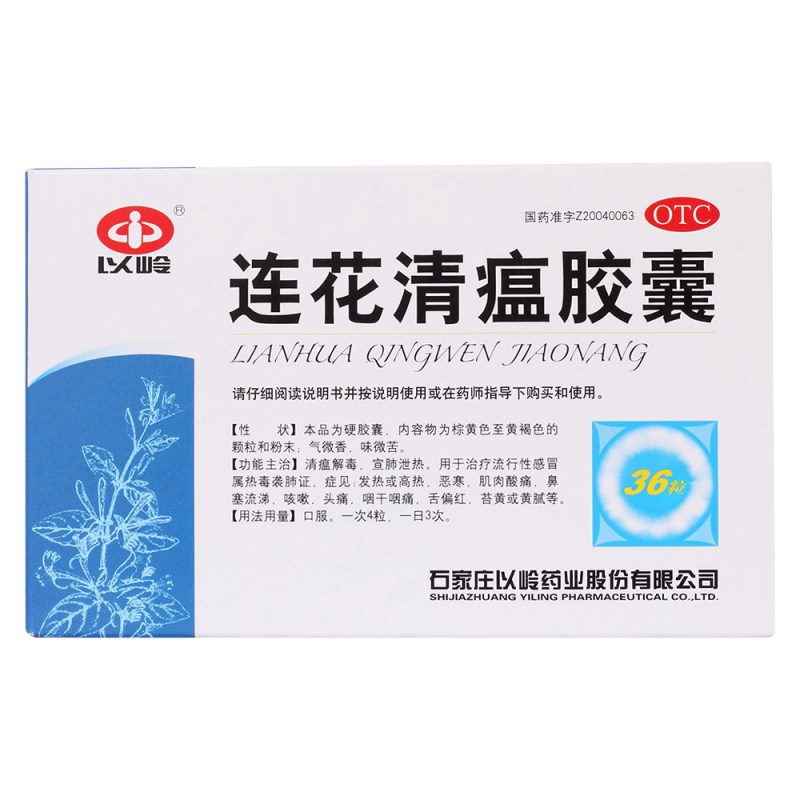 以岭
®
国药准字Z20040063
OTC
连花清瘟胶囊
LIANHUA QINGWEN JIAONANG
请仔细阅读说明书并按说明使用或在药师指导下购买和使用。
【性　状】本品为硬胶囊，内容物为棕黄色至黄褐色的
颗粒和粉末；气微香，味微苦。
【功能主治】清瘟解毒，宣肺泄热。用于治疗流行性感冒
属热毒袭肺证，症见：发热或高热，恶寒，肌肉酸痛，鼻
塞流涕，咳嗽，头痛，咽干咽痛，舌偏红，苔黄或黄腻等。
【用法用量】口服。一次4粒，一日3次。
36粒
石家庄以岭药业股份有限公司
SHIJIAZHUANG YILING PHARMACEUTICAL CO.,LTD.